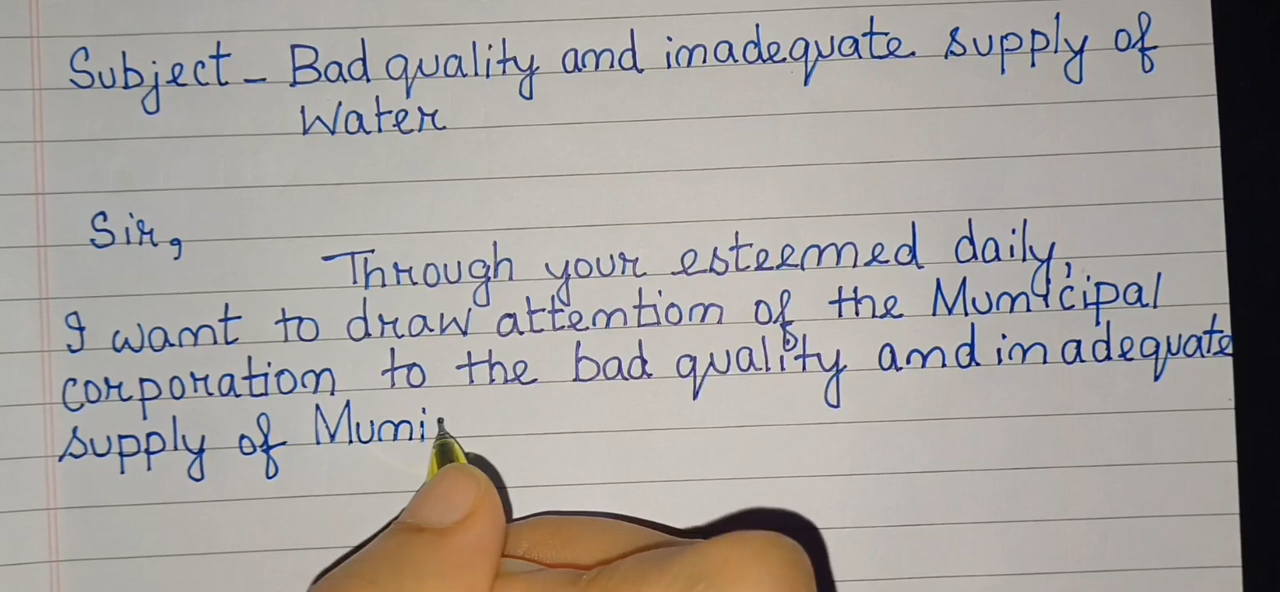 Subject - Bad quality and inadequate supply of
Water
Sir,
Through your esteemed daily,
I want to draw attention of the Municipal
corporation to the bad quality and inadequate
supply of Muni